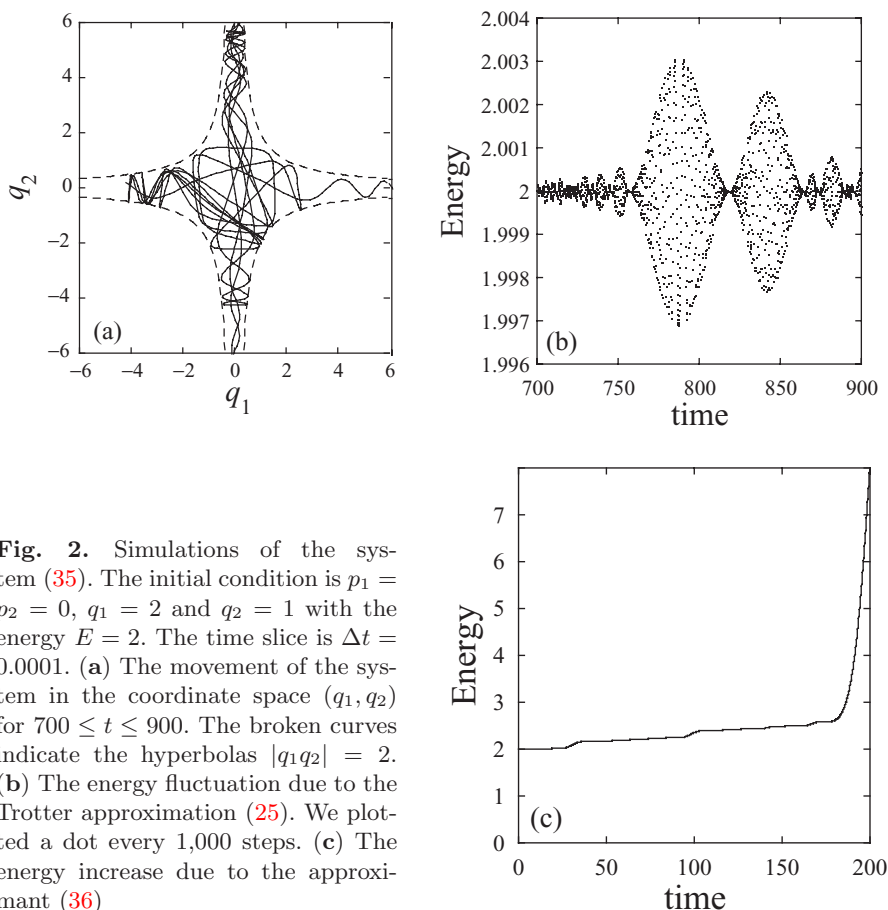 6
4
2
0
−2
−4
−6
q2
(a)
−6
−4
−2
0
2
4
6
q1
2.004
2.003
2.002
2.001
2
1.999
1.998
1.997
1.996
Energy
(b)
700
750
800
850
900
time
Fig. 2. Simulations of the sys-
tem (35). The initial condition is p1 =
p2 = 0, q1 = 2 and q2 = 1 with the
energy E = 2. The time slice is Δt =
0.0001. (a) The movement of the sys-
tem in the coordinate space (q1, q2)
for 700 ≤ t ≤ 900. The broken curves
indicate the hyperbolas |q1q2| = 2.
(b) The energy fluctuation due to the
Trotter approximation (25). We plot-
ted a dot every 1,000 steps. (c) The
energy increase due to the approxi-
mant (36)
7
6
5
4
3
2
1
0
Energy
(c)
0
50
100
150
200
time